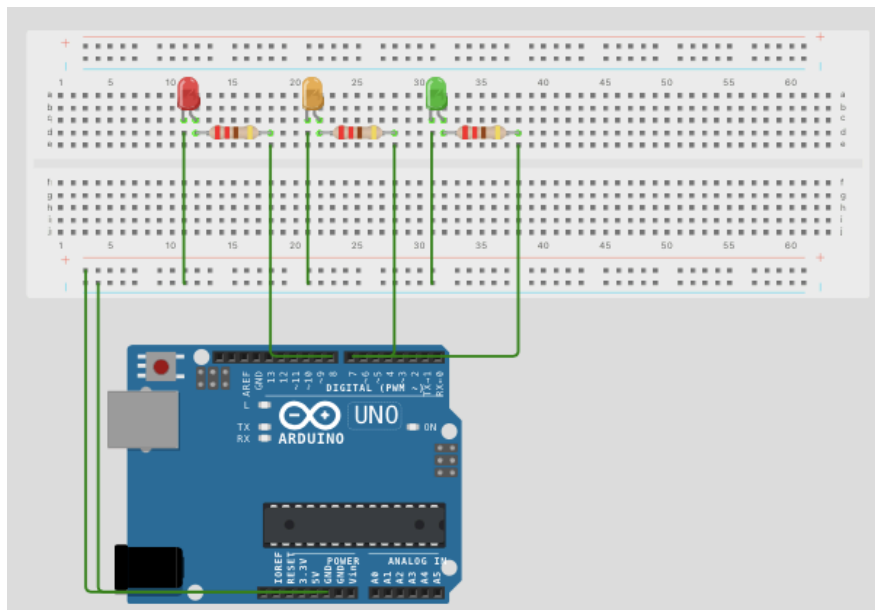 + +
1 5 10 15 20 25 30 35 40 45 50 55 60
a a
b b
c c
d d
e e
h f
g g
h h
i i
j j
1 5 10 15 20 25 30 35 40 45 50 55 60
+ +
AREF GND 13 12 ~11 ~10 ~9 8 7 ~6 ~5 4 ~3 2 TX→1 RX←0
DIGITAL (PWM ~)
L
UNO
TX ON
RX ARDUINO
POWER ANALOG IN
IOREF RESET 3.3V 5V GND GND Vin A0 A1 A2 A3 A4 A5